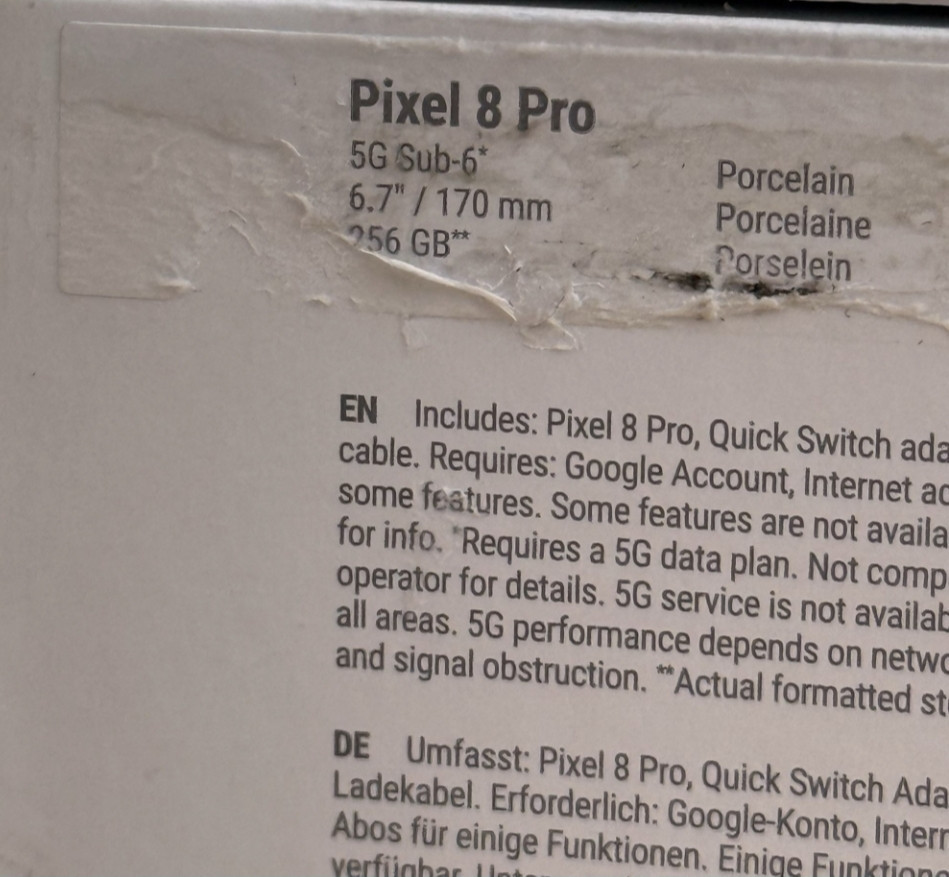 Pixel 8 Pro
5G Sub-6*
6.7" / 170 mm
256 GB**
Porcelain
Porcelaine
Porselein
EN Includes: Pixel 8 Pro, Quick Switch ada
cable. Requires: Google Account, Internet ac
some features. Some features are not availa
for info. *Requires a 5G data plan. Not comp
operator for details. 5G service is not availab
all areas. 5G performance depends on netwo
and signal obstruction. **Actual formatted st
DE Umfasst: Pixel 8 Pro, Quick Switch Ada
Ladekabel. Erforderlich: Google-Konto, Intern
Abos für einige Funktionen. Einige Funktione
verfügbar.